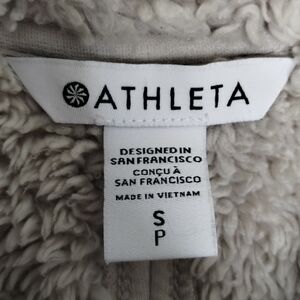 ATHLETA
DESIGNED IN
SAN FRANCISCO
CONÇU À
SAN FRANCISCO
MADE IN VIETNAM
S
P